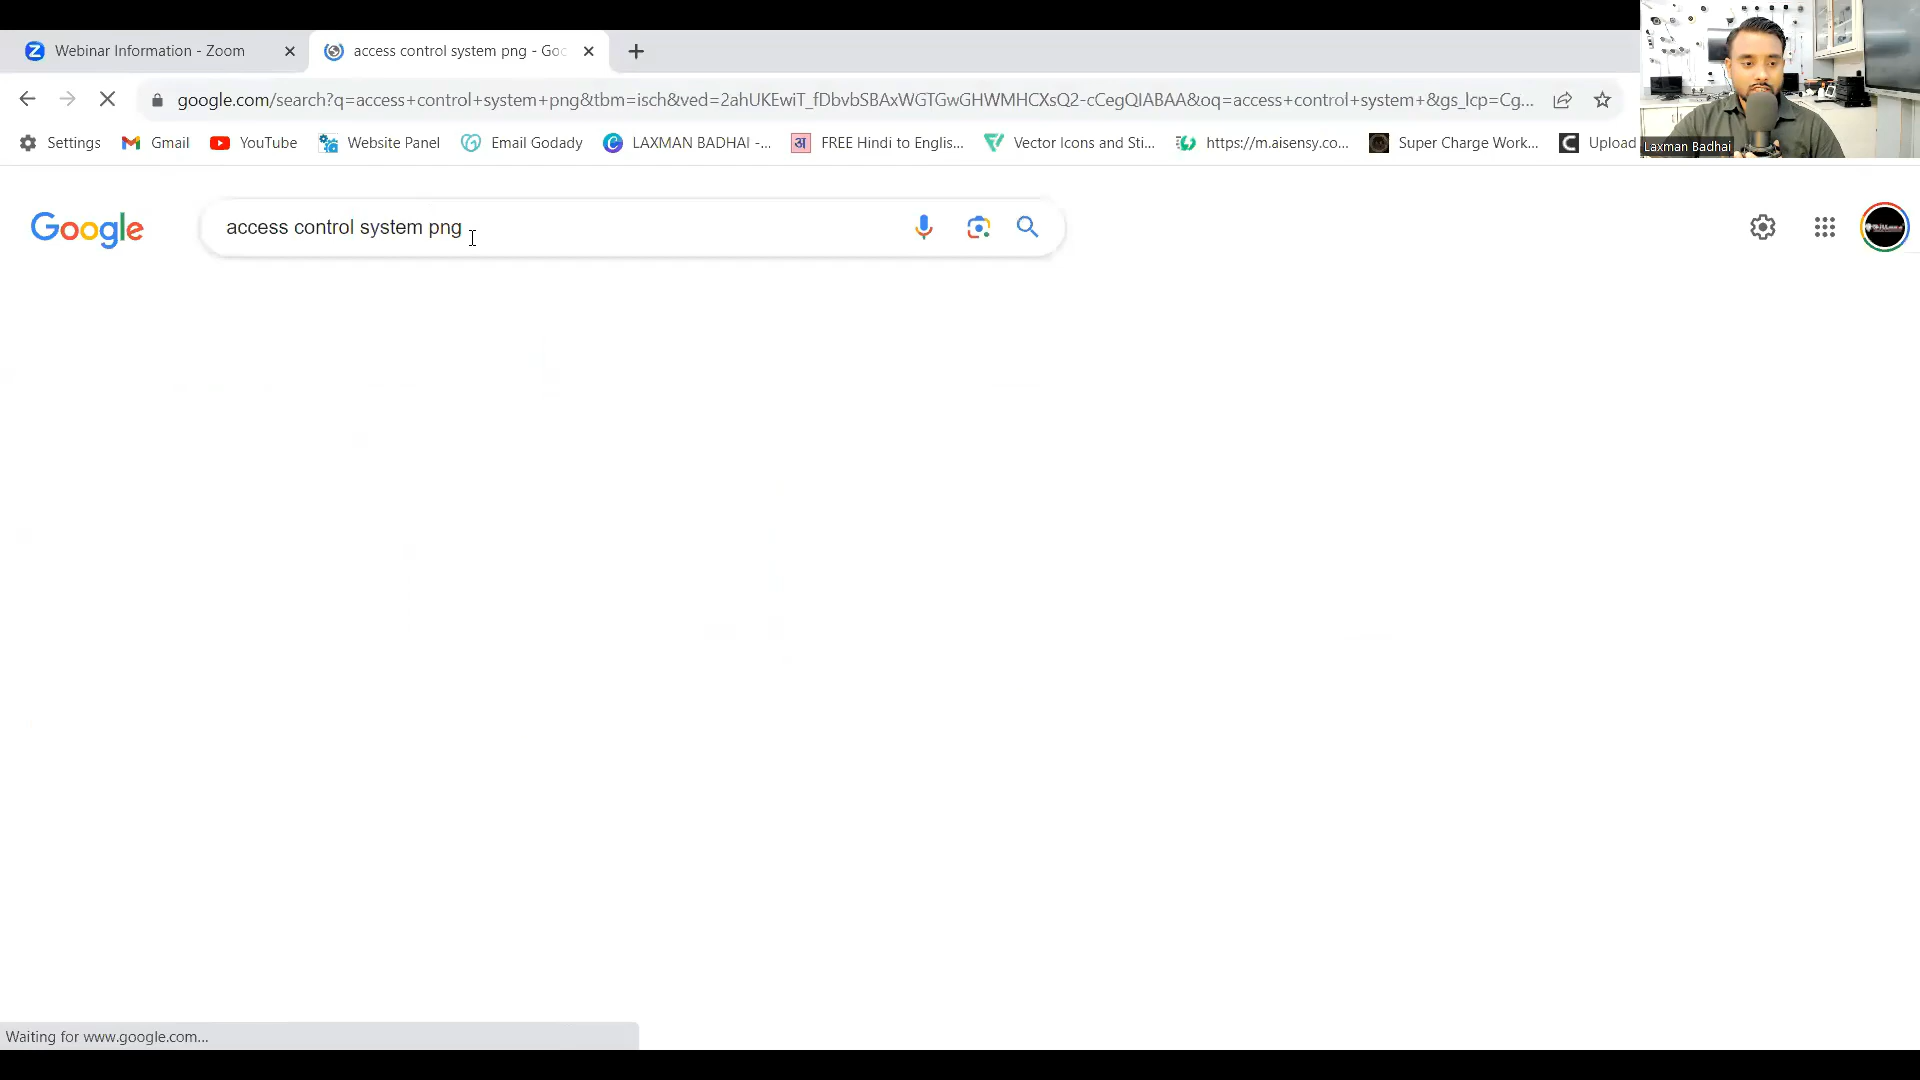 Webinar Information - Zoom
access control system png - Goo
google.com/search?q=access+control+system+png&tbm=isch&ved=2ahUKEwiT_fDbvbSBAxWGTGwGHWMHCXsQ2-cCegQIABAA&oq=access+control+system+&gs_lcp=Cg...
Settings Gmail YouTube Website Panel Email Godady LAXMAN BADHAI -... अ FREE Hindi to Englis... Vector Icons and Sti... https://m.aisensy.co... Super Charge Work... Upload
Laxman Badhai
Google
access control system png
Waiting for www.google.com...